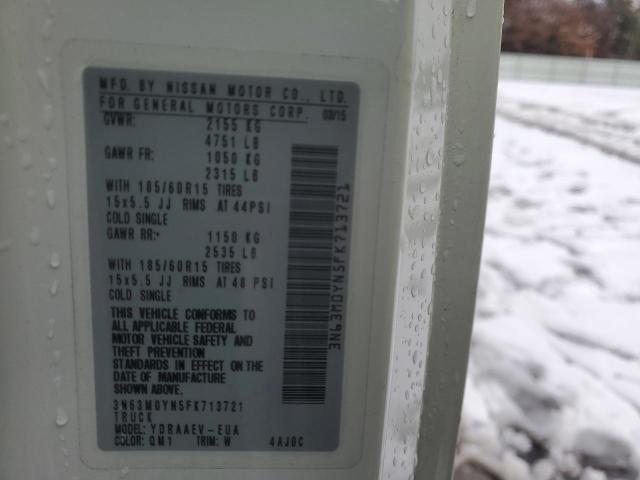 MFD. BY NISSAN MOTOR CO., LTD.
FOR GENERAL MOTORS CORP. 03/15
GVWR: 2155 KG
4751 LB
GAWR FR: 1050 KG
2315 LB
WITH 185/60R15 TIRES
15x5.5 JJ RIMS AT 44PSI
COLD SINGLE
GAWR RR: 1150 KG
2535 LB
WITH 185/60R15 TIRES
15x5.5 JJ RIMS AT 48 PSI
COLD SINGLE
THIS VEHICLE CONFORMS TO
ALL APPLICABLE FEDERAL
MOTOR VEHICLE SAFETY AND
THEFT PREVENTION
STANDARDS IN EFFECT ON THE
DATE OF MANUFACTURE
SHOWN ABOVE.
3N63M0YN5FK713721
TRUCK
MODEL: YDRAAEV-EUA
COLOR: QM1 TRIM: W 4AJ0C
3N63M0YN5FK713721